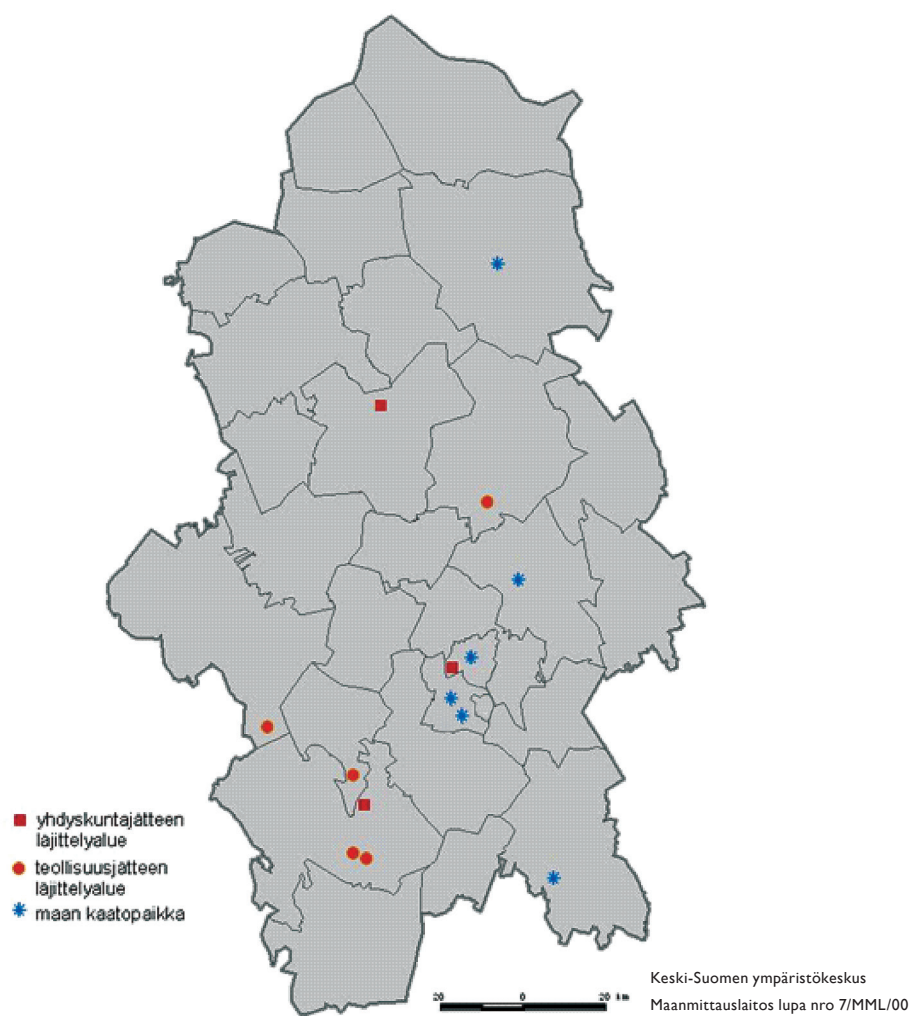 yhdyskuntajätteen
läjittelyalue
teollisuusjätteen
läjittelyalue
maan kaatopaikka
20 0 20 km
Keski-Suomen ympäristökeskus
Maanmittauslaitos lupa nro 7/MML/00